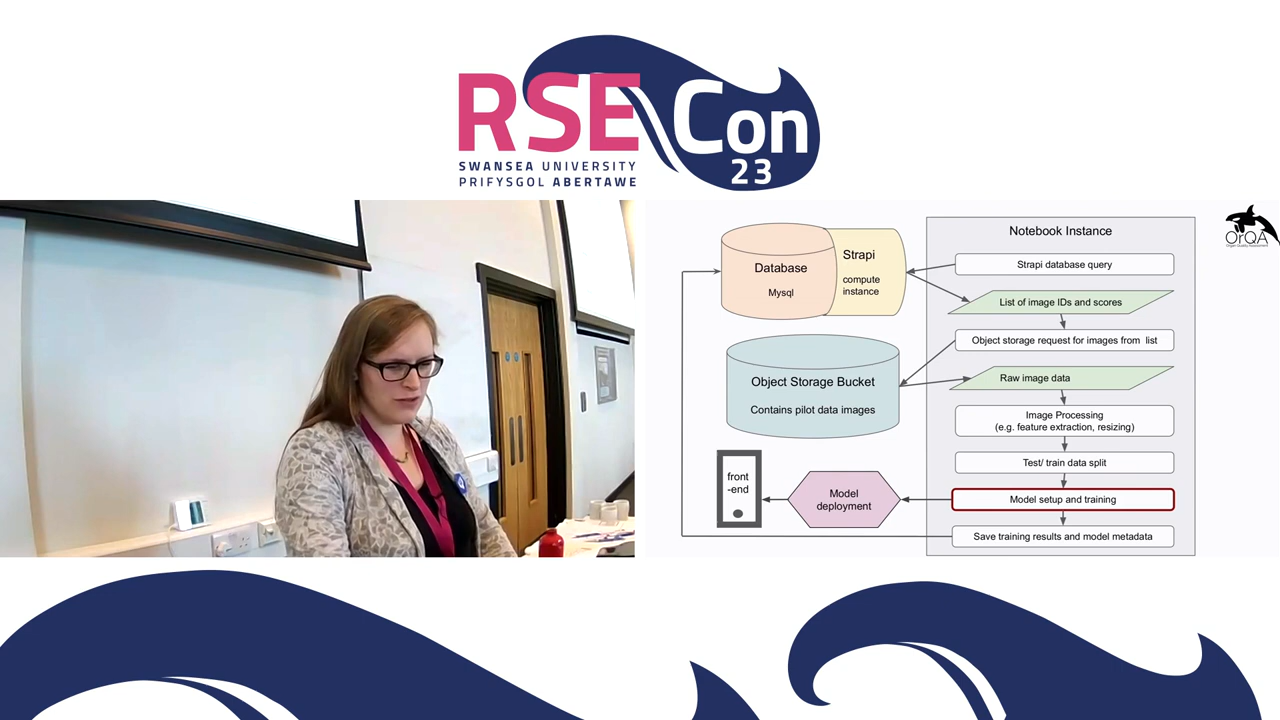 RSE Con
23
SWANSEA UNIVERSITY
PRIFYSGOL ABERTAWE
Notebook Instance
Database
Mysql
Strapi
compute
instance
Strapi database query
List of image IDs and scores
Object storage request for images from list
Object Storage Bucket
Contains pilot data images
Raw image data
Image Processing
(e.g. feature extraction, resizing)
Test/ train data split
front
-end
Model
deployment
Model setup and training
Save training results and model metadata
OrQA
Organ Quality Assessment